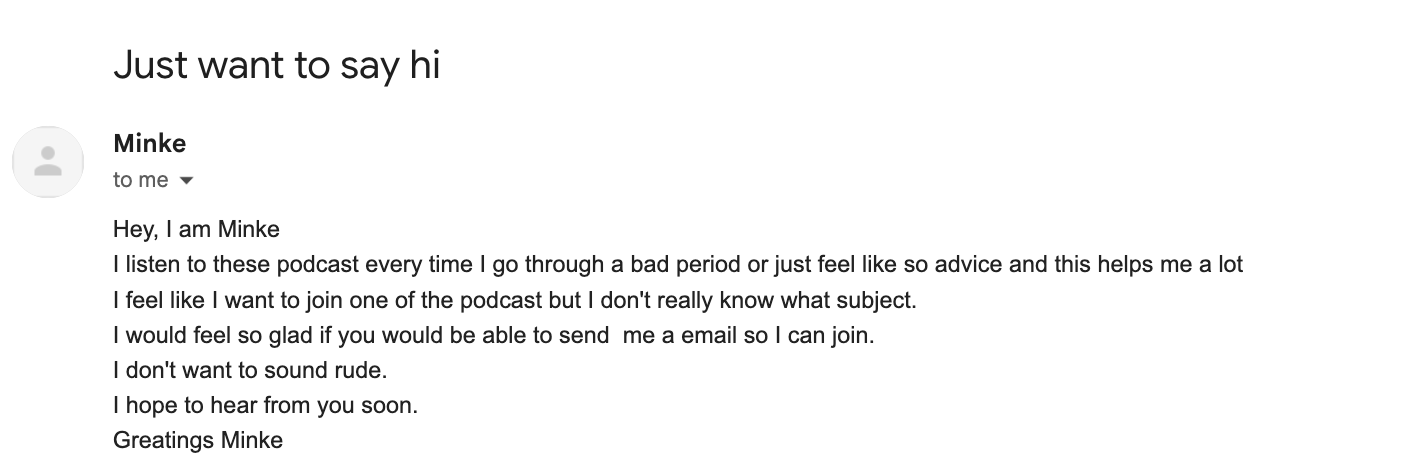 Just want to say hi
Minke
to me
Hey, I am Minke
I listen to these podcast every time I go through a bad period or just feel like so advice and this helps me a lot
I feel like I want to join one of the podcast but I don't really know what subject.
I would feel so glad if you would be able to send  me a email so I can join.
I don't want to sound rude.
I hope to hear from you soon.
Greatings Minke